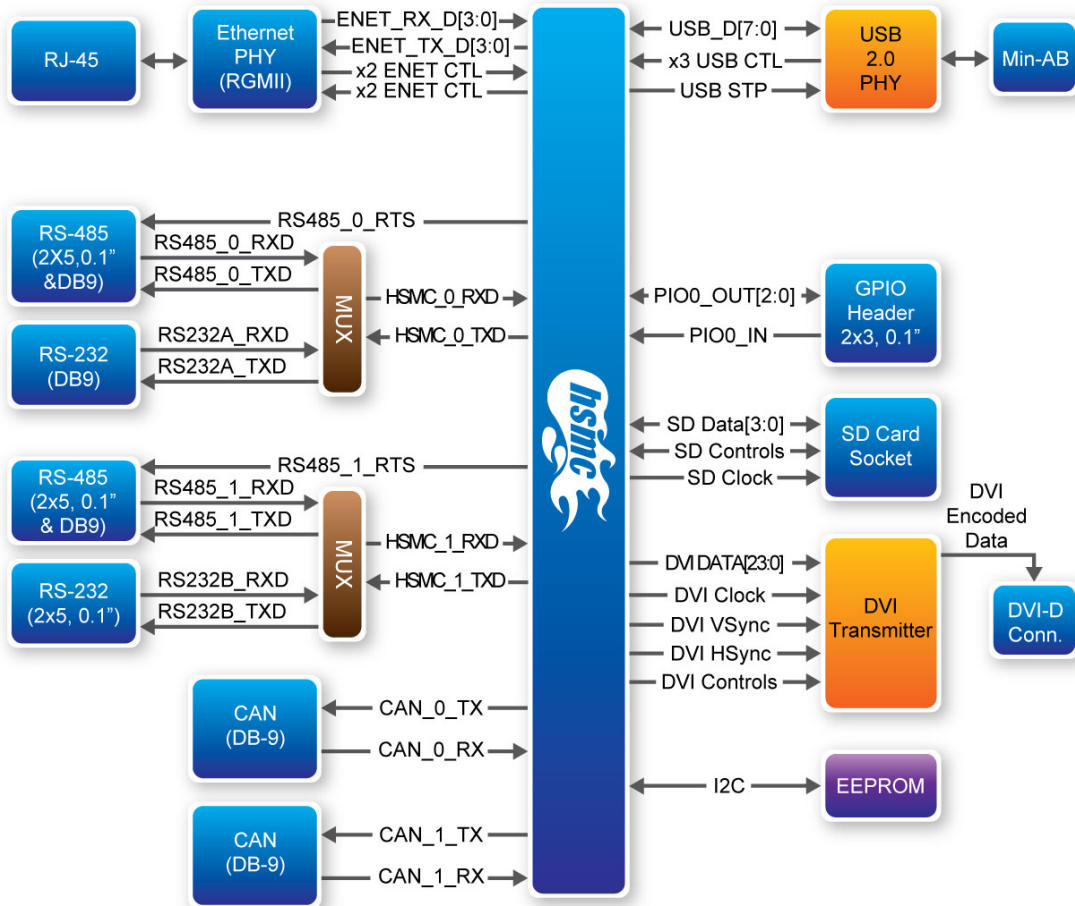 RJ-45
Ethernet
PHY
(RGMII)
ENET_RX_D[3:0]
ENET_TX_D[3:0]
x2 ENET CTL
x2 ENET CTL
USB_D[7:0]
x3 USB CTL
USB STP
USB
2.0
PHY
Min-AB
RS-485
(2X5,0.1”
&DB9)
RS485_0_RTS
RS485_0_RXD
RS485_0_TXD
MUX
HSMC_0_RXD
HSMC_0_TXD
RS-232
(DB9)
RS232A_RXD
RS232A_TXD
PIO0_OUT[2:0]
PIO0_IN
GPIO
Header
2x3, 0.1”
hsmc
SD Data[3:0]
SD Controls
SD Clock
SD Card
Socket
RS-485
(2x5, 0.1”
& DB9)
RS485_1_RTS
RS485_1_RXD
RS485_1_TXD
MUX
HSMC_1_RXD
HSMC_1_TXD
RS-232
(2x5, 0.1”)
RS232B_RXD
RS232B_TXD
DVI DATA[23:0]
DVI Clock
DVI VSync
DVI HSync
DVI Controls
DVI
Transmitter
DVI
Encoded
Data
DVI-D
Conn.
CAN
(DB-9)
CAN_0_TX
CAN_0_RX
I2C
EEPROM
CAN
(DB-9)
CAN_1_TX
CAN_1_RX